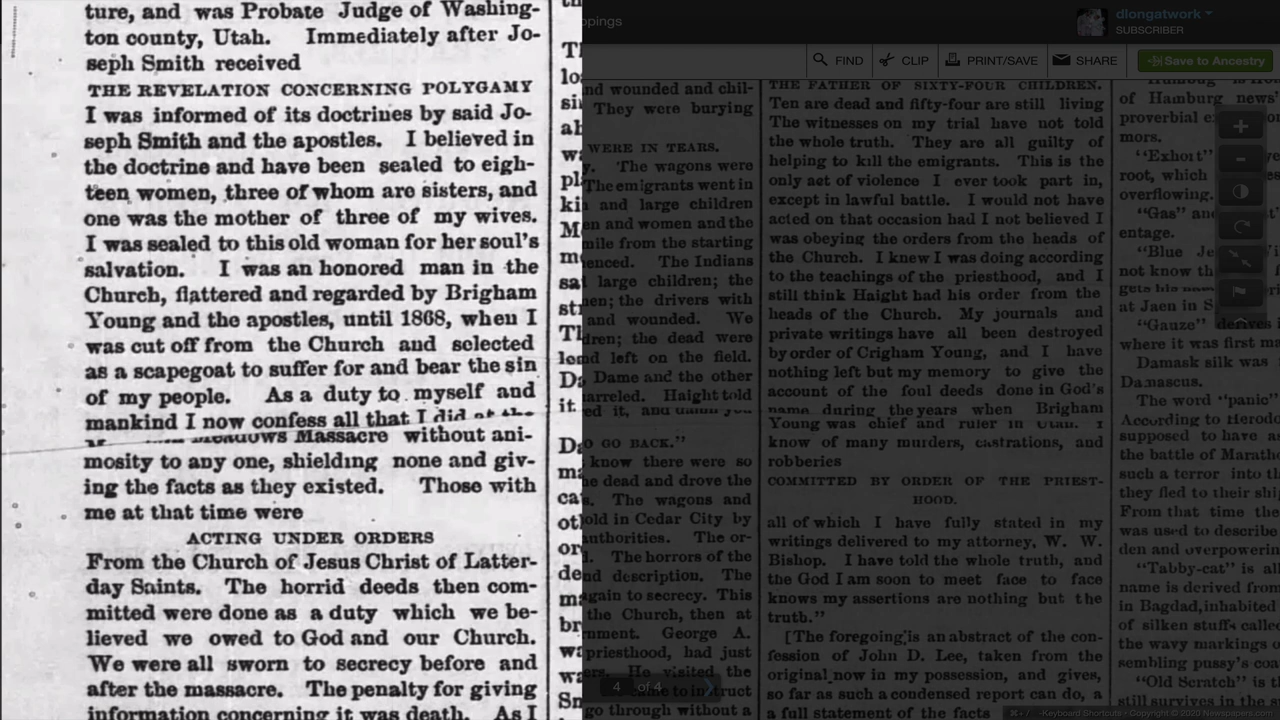 ture, and was Probate Judge of Washing-
ton county, Utah. Immediately after Jo-
seph Smith received
THE REVELATION CONCERNING POLYGAMY
I was informed of its doctrines by said Jo-
seph Smith and the apostles. I believed in
the doctrine and have been sealed to eigh-
teen women, three of whom are sisters, and
one was the mother of three of my wives.
I was sealed to this old woman for her soul's
salvation. I was an honored man in the
Church, flattered and regarded by Brigham
Young and the apostles, until 1868, when I
was cut off from the Church and selected
as a scapegoat to suffer for and bear the sin
of my people. As a duty to myself and
mankind I now confess all that I did at the
Meadows Massacre without ani-
mosity to any one, shielding none and giv-
ing the facts as they existed. Those with
me at that time were
ACTING UNDER ORDERS
From the Church of Jesus Christ of Latter-
day Saints. The horrid deeds then com-
mitted were done as a duty which we be-
lieved we owed to God and our Church.
We were all sworn to secrecy before and
after the massacre. The penalty for giving
information concerning it was death. As I
ppings
dlongatwork
SUBSCRIBER
FIND
CLIP
PRINT/SAVE
SHARE
Save to Ancestry
nd wounded and chil-
They were burying
WERE IN TEARS.
. The wagons were
The emigrants went in
and large children
en and women and the
mile from the starting
enced. The Indians
large children; the
en; the drivers with
and wounded. We
dren; the dead were
nd left on the field.
Dame and the other
arreled. Haight told
ed it, and
O GO BACK."
know there were so
e dead and drove the
. The wagons and
old in Cedar City by
uthorities. The or-
l. The horrors of the
nd description. The
again to secrecy. This
the Church, then at
nment. George A.
priesthood, had just
ers. He visited the
me to instruct
go through without a
THE FATHER OF SIXTY-FOUR CHILDREN.
Ten are dead and fifty-four are still living
The witnesses on my trial have not told
the whole truth. They are all guilty of
helping to kill the emigrants. This is the
only act of violence I ever took part in,
except in lawful battle. I would not have
acted on that occasion had I not believed I
was obeying the orders from the heads of
the Church. I knew I was doing according
to the teachings of the priesthood, and I
still think Haight had his order from the
heads of the Church. My journals and
private writings have all been destroyed
by order of Crigham Young, and I have
nothing left but my memory to give the
account of the foul deeds done in God's
name during the years when Brigham
Young was chief and ruler in Utah. I
know of many murders, castrations, and
robberies
COMMITTED BY ORDER OF THE PRIEST-
HOOD.
all of which I have fully stated in my
writings delivered to my attorney, W. W.
Bishop. I have told the whole truth, and
the God I am soon to meet face to face
knows my assertions are nothing but the
truth."
[The foregoing is an abstract of the con-
fession of John D. Lee, taken from the
original now in my possession, and gives,
so far as such a condensed report can do, a
a full statement of the facts
of Hamburg news'
proverbial
mors.
"Exhort"
root, which
overflowing.
"Gas" and
entage.
"Blue
not know th
gets his name
at Jaen in S
"Gauze" derives i
where it was first ma
Damask silk was
Damascus.
The word "panic"
According to Herodo
supposed to have a
the battle of Marath
such a terror into th
they fled to their shi
From that time the
was used to describe
den and overpowerin
"Tabby-cat" is all
name is derived from
in Bagdad, inhabited
of silken stuffs called
the wavy markings o
sembling pussy's coa
"Old Scratch" is th
still survives in the
4 of 4
Keyboard Shortcuts · Copyright © 2020 Newspapers.com